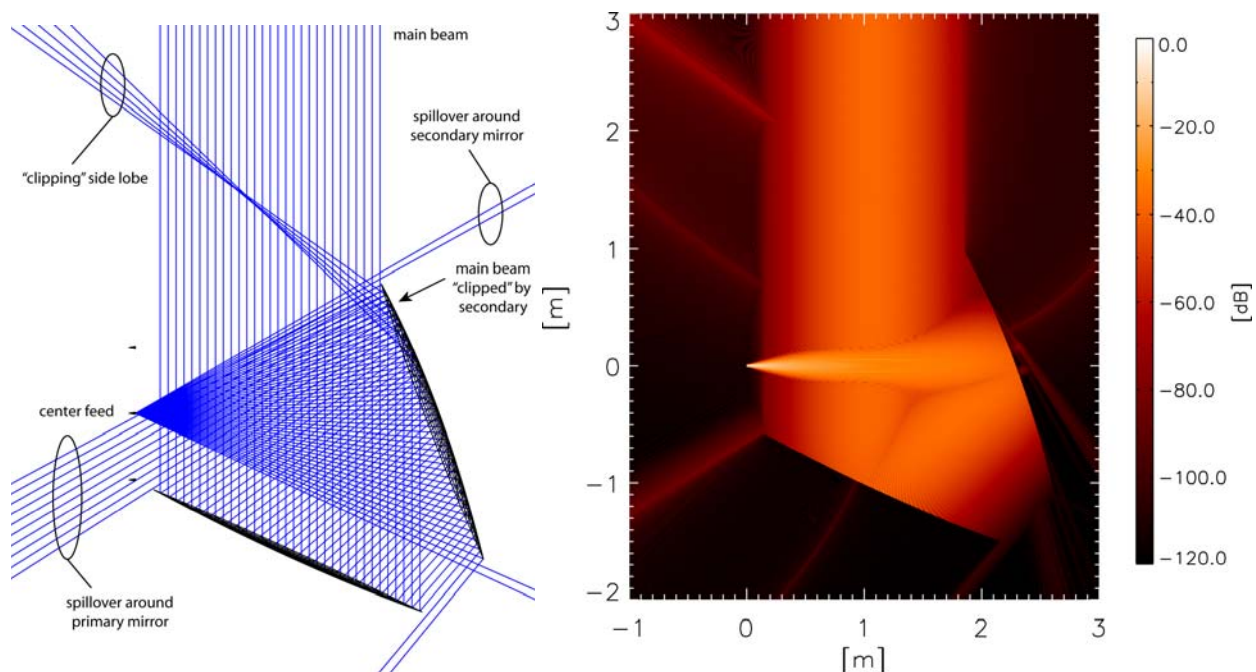 main beam
spillover around
secondary mirror
“clipping” side lobe
main beam
“clipped” by
secondary
center feed
spillover around
primary mirror
[m]
3
2
1
0
-1
-2
-1
0
1
2
3
[m]
0.0
-20.0
-40.0
-60.0
-80.0
-100.0
-120.0
[dB]